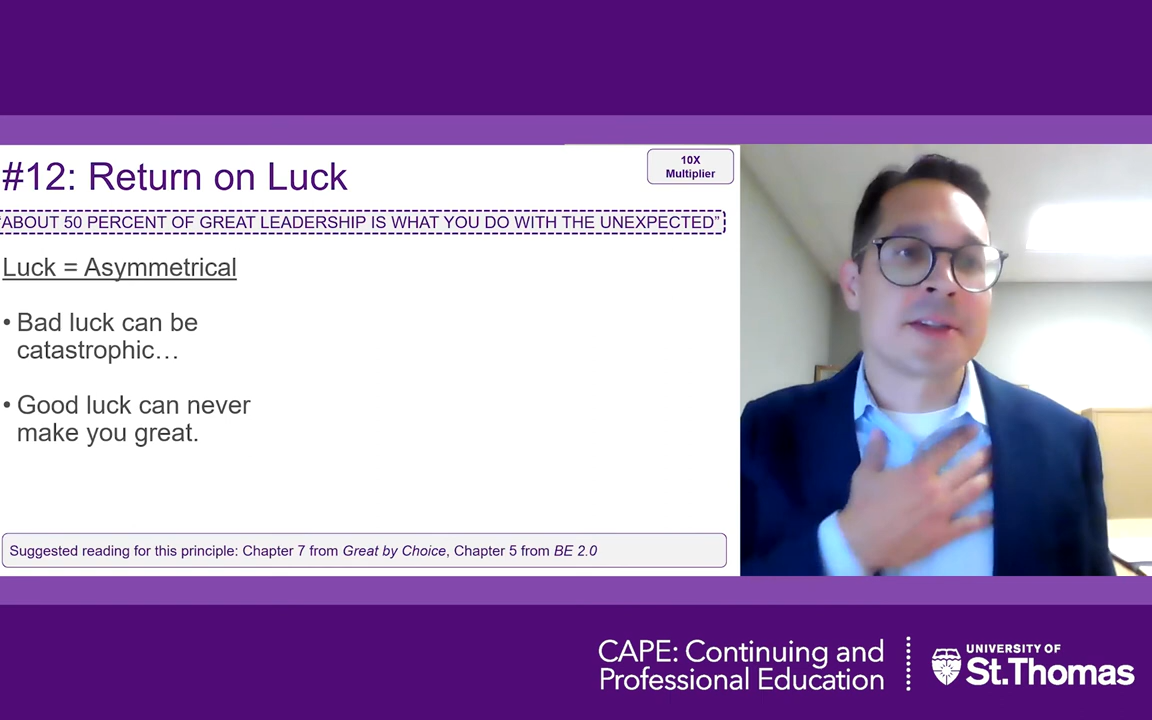 #12: Return on Luck
10X
Multiplier
“ABOUT 50 PERCENT OF GREAT LEADERSHIP IS WHAT YOU DO WITH THE UNEXPECTED”
Luck = Asymmetrical
• Bad luck can be
catastrophic…
• Good luck can never
make you great.
Suggested reading for this principle: Chapter 7 from Great by Choice, Chapter 5 from BE 2.0
CAPE: Continuing and
Professional Education
UNIVERSITY OF
St.Thomas